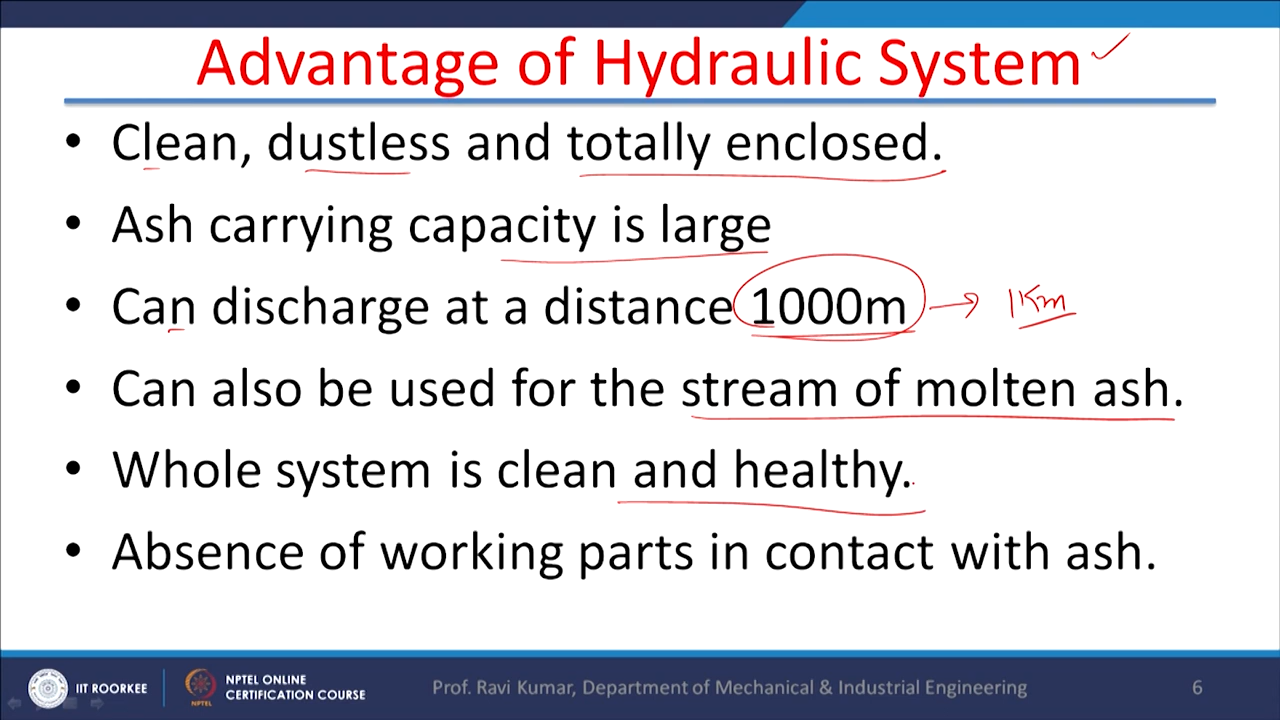 Advantage of Hydraulic System
• Clean, dustless and totally enclosed.
• Ash carrying capacity is large
• Can discharge at a distance 1000m → 1Km
• Can also be used for the stream of molten ash.
• Whole system is clean and healthy.
• Absence of working parts in contact with ash.
IIT ROORKEE
NPTEL
NPTEL ONLINE
CERTIFICATION COURSE
Prof. Ravi Kumar, Department of Mechanical & Industrial Engineering
6